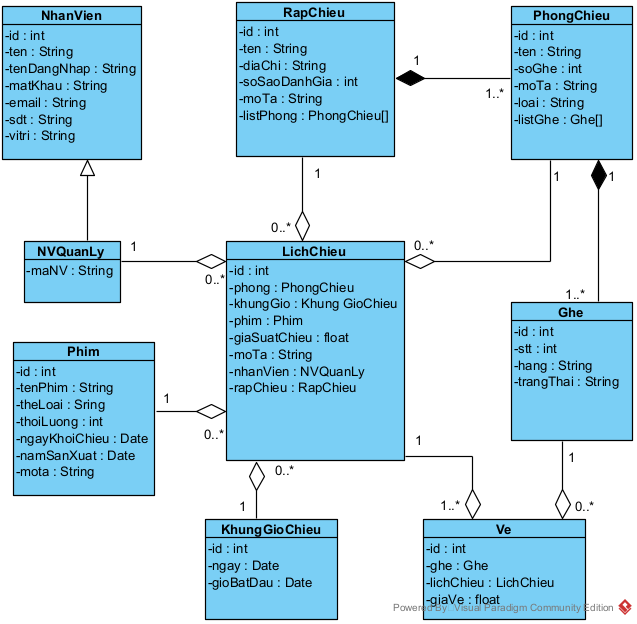 NhanVien
-id : int
-ten : String
-tenDangNhap : String
-matKhau : String
-email : String
-sdt : String
-vitri : String
RapChieu
-id : int
-ten : String
-diaChi : String
-soSaoDanhGia : int
-moTa : String
-listPhong : PhongChieu[]
1
1..*
PhongChieu
-id : int
-ten : String
-soGhe : int
-moTa : String
-loai : String
-listGhe : Ghe[]
1
0..*
1
0..*
1
1..*
NVQuanLy
-maNV : String
1
0..*
LichChieu
-id : int
-phong : PhongChieu
-khungGio : Khung GioChieu
-phim : Phim
-giaSuatChieu : float
-moTa : String
-nhanVien : NVQuanLy
-rapChieu : RapChieu
Ghe
-id : int
-stt : int
-hang : String
-trangThai : String
Phim
-id : int
-tenPhim : String
-theLoai : Sring
-thoiLuong : int
-ngayKhoiChieu : Date
-namSanXuat : Date
-mota : String
1
0..*
0..*
1
1
1..*
1
0..*
KhungGioChieu
-id : int
-ngay : Date
-gioBatDau : Date
Ve
-id : int
-ghe : Ghe
-lichChieu : LichChieu
-giaVe : float
Powered By: Visual Paradigm Community Edition